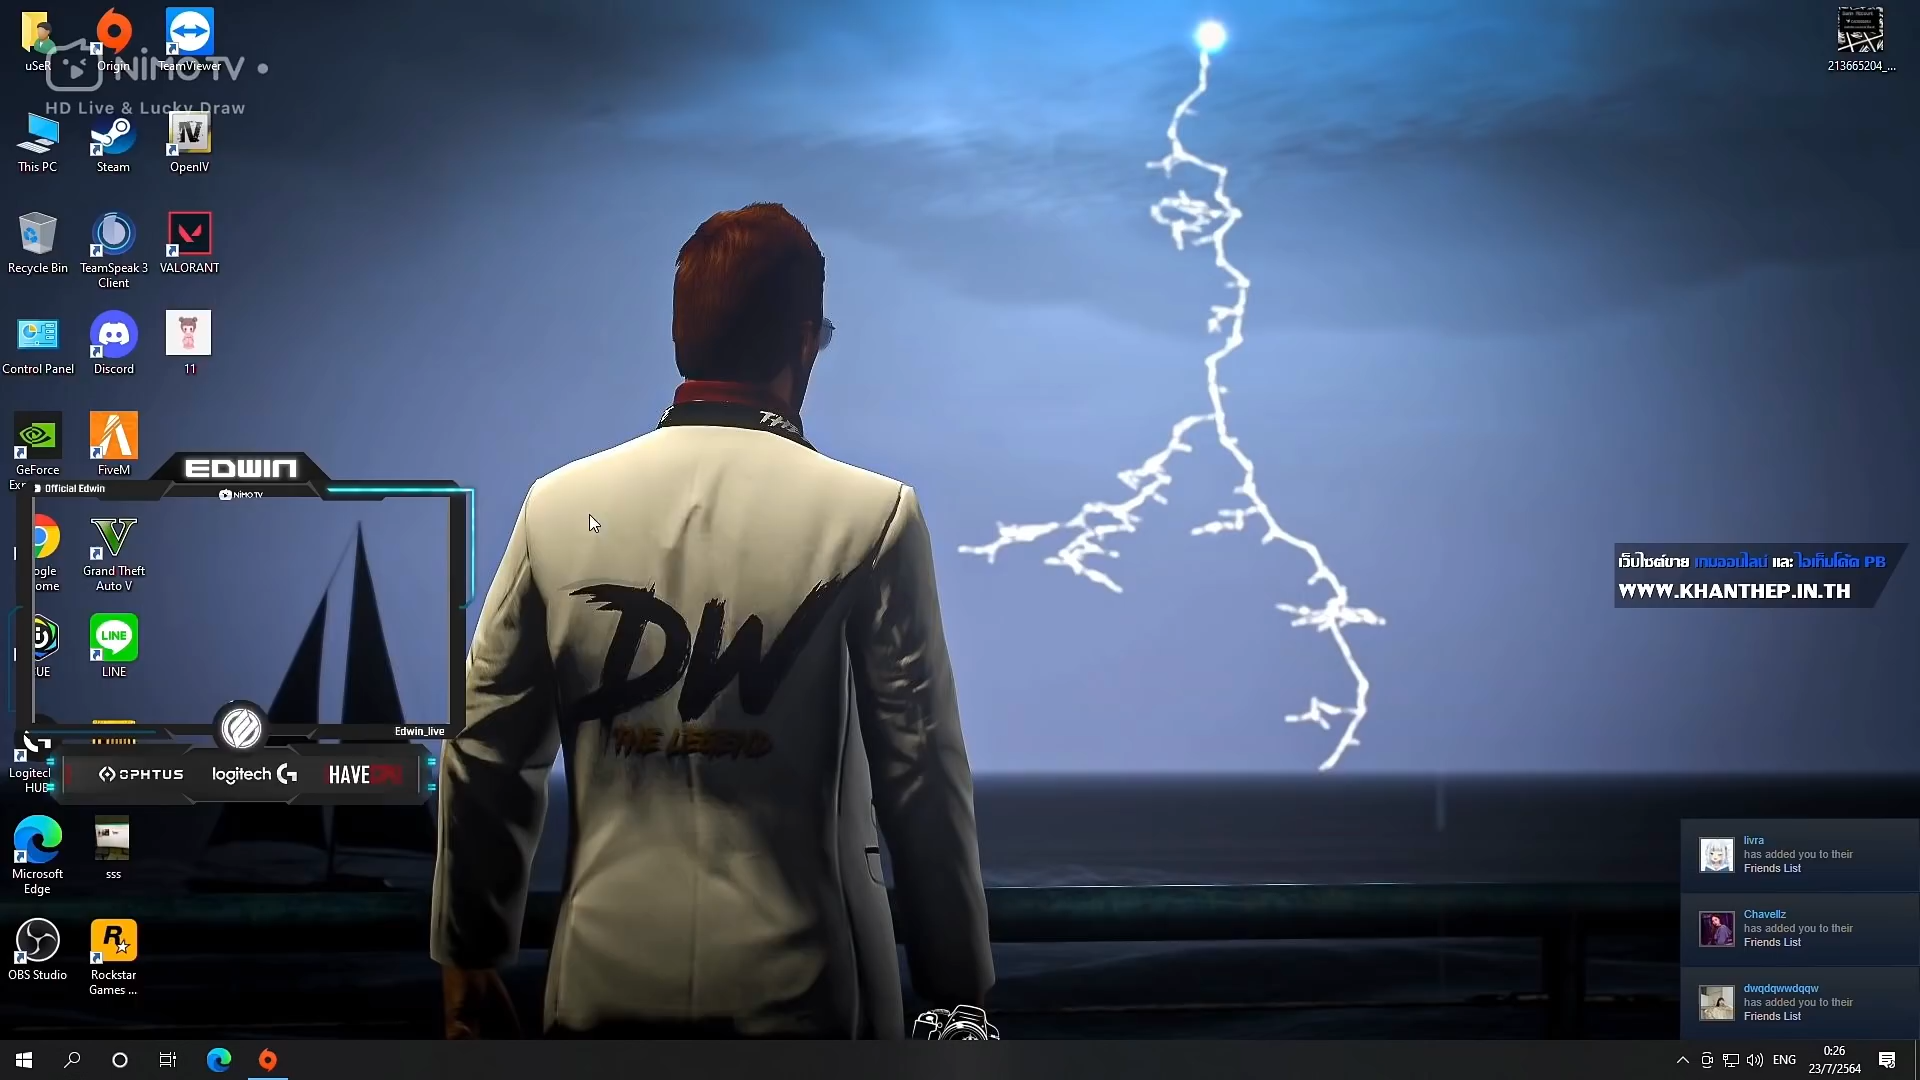 uSeR
Origin
TeamViewer
NiMOTV
HD Live & Lucky Draw
213665204_...
This PC
Steam
OpenIV
Recycle Bin
TeamSpeak 3
Client
VALORANT
Control Panel
Discord
11
GeForce
FiveM
EDWIN
Official Edwin
NiMOTV
Grand Theft
Auto V
LINE
LINE
Edwin_live
OPHTUS
logitech G
HAVE
Logitech
HUB
Microsoft
Edge
sss
OBS Studio
Rockstar
Games ...
DW
THE LEGEND
เว็บไซต์ขาย เกมออนไลน์ และ ไอเท็มโค้ด PB
WWW.KHANTHEP.IN.TH
livra
has added you to their
Friends List
Chavellz
has added you to their
Friends List
dwqdqwwdqqw
has added you to their
Friends List
ENG
0:26
23/7/2564